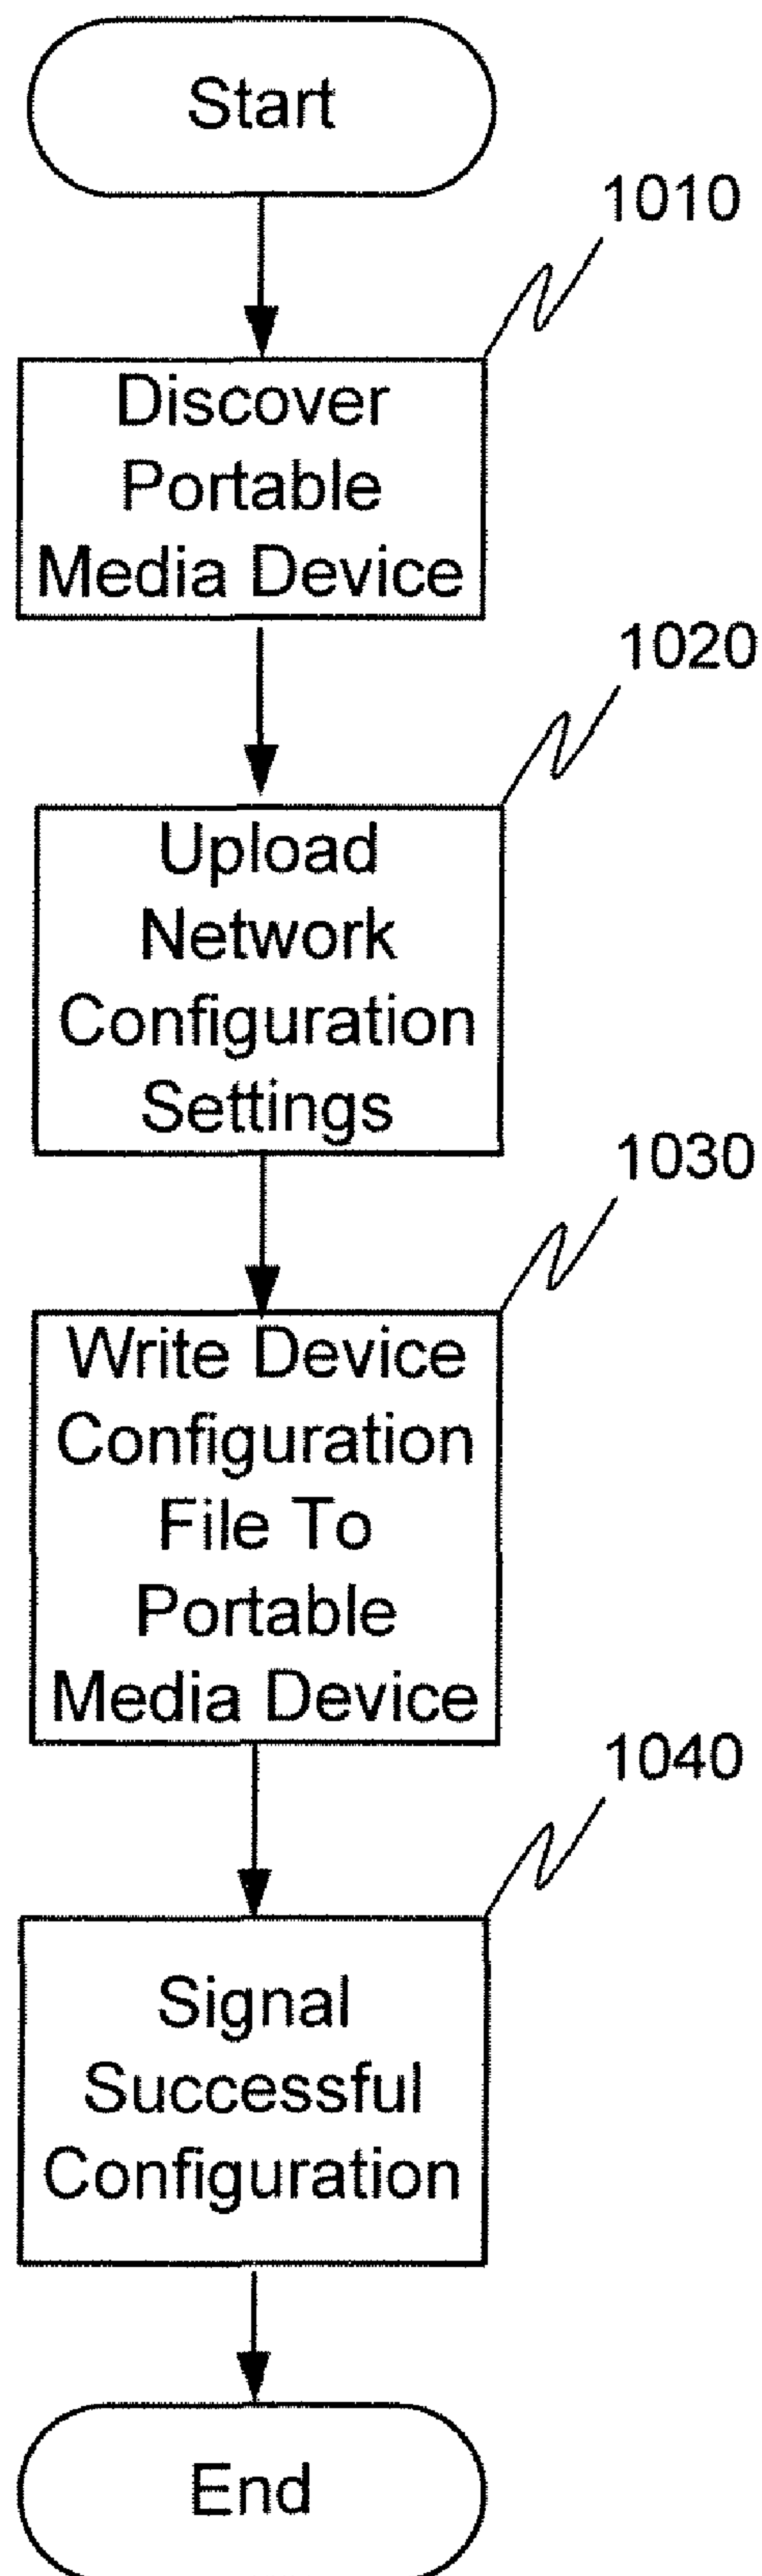 Start
1010
Discover
Portable
Media Device
1020
Upload
Network
Configuration
Settings
1030
Write Device
Configuration
File To
Portable
Media Device
1040
Signal
Successful
Configuration
End